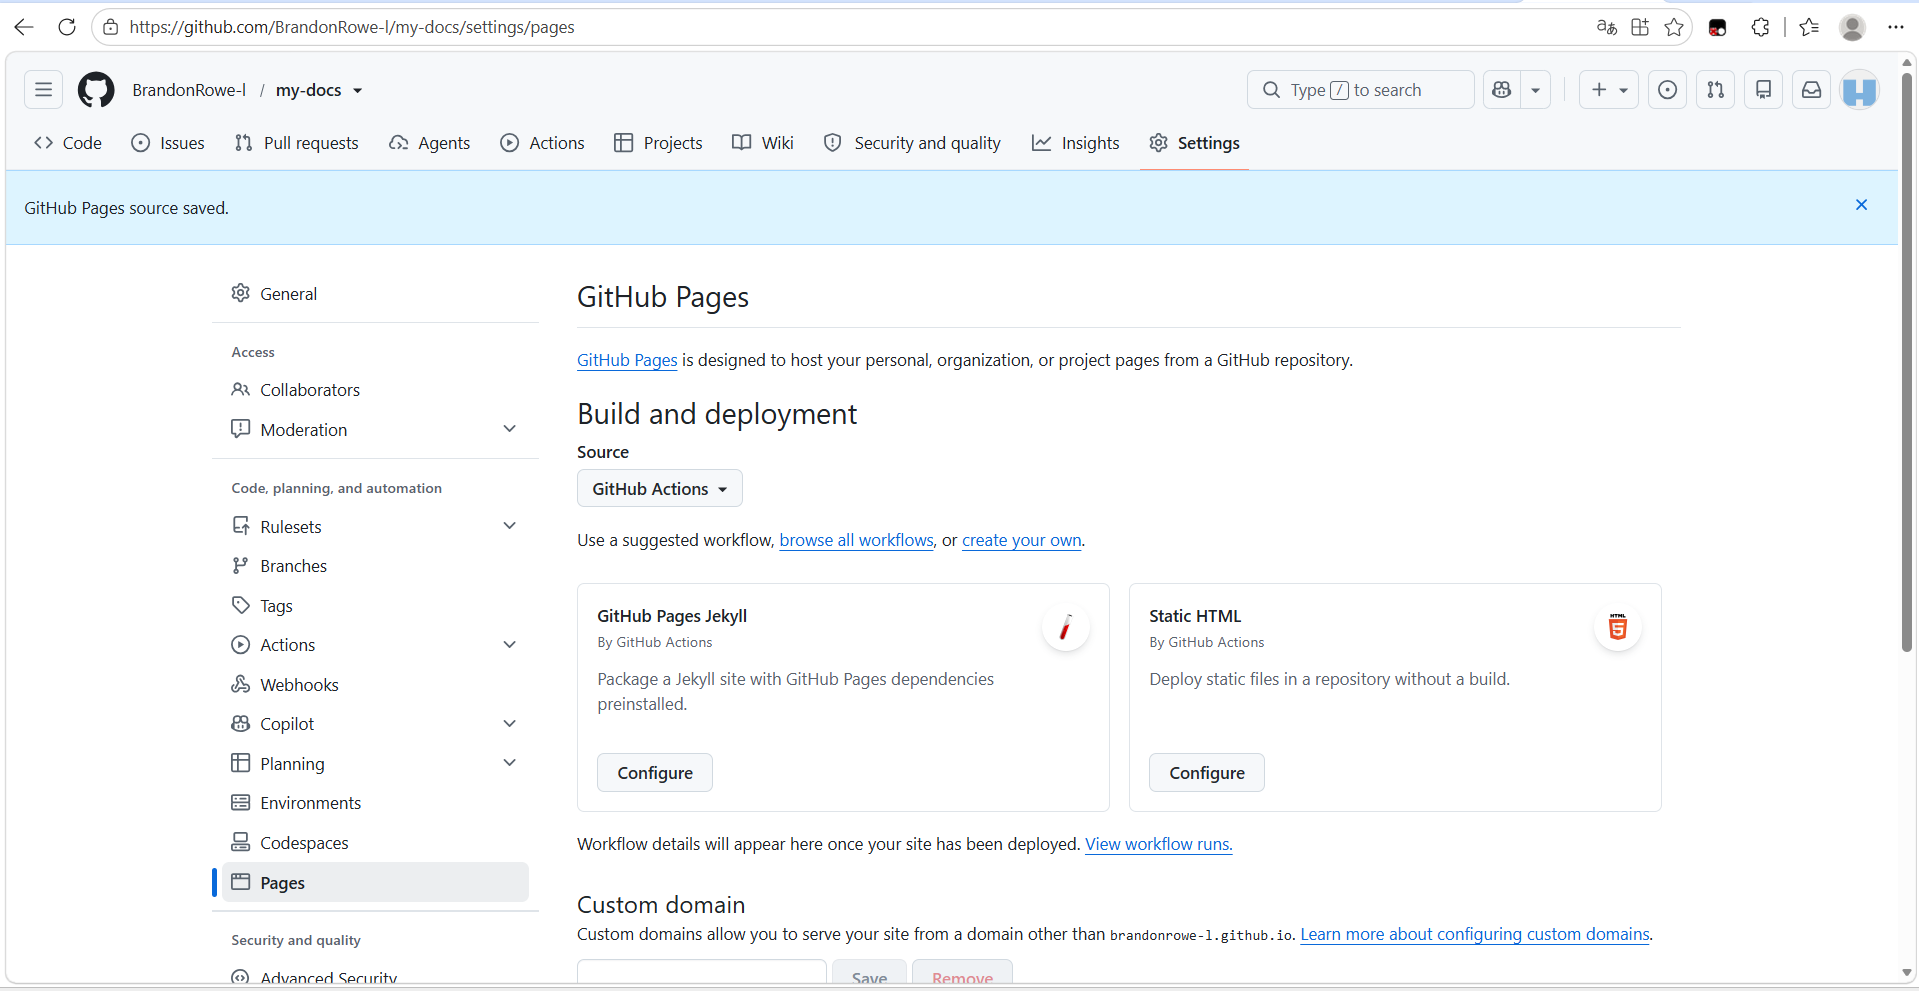 https://github.com/BrandonRowe-l/my-docs/settings/pages
BrandonRowe-l / my-docs
Type / to search
Code Issues Pull requests Agents Actions Projects Wiki Security and quality Insights Settings
GitHub Pages source saved.
General
Access
Collaborators
Moderation
Code, planning, and automation
Rulesets
Branches
Tags
Actions
Webhooks
Copilot
Planning
Environments
Codespaces
Pages
Security and quality
Advanced Security
GitHub Pages
GitHub Pages is designed to host your personal, organization, or project pages from a GitHub repository.
Build and deployment
Source
GitHub Actions
Use a suggested workflow, browse all workflows, or create your own.
GitHub Pages Jekyll
By GitHub Actions
Package a Jekyll site with GitHub Pages dependencies
preinstalled.
Configure
Static HTML
By GitHub Actions
HTML
5
Deploy static files in a repository without a build.
Configure
Workflow details will appear here once your site has been deployed. View workflow runs.
Custom domain
Custom domains allow you to serve your site from a domain other than brandonrowe-l.github.io. Learn more about configuring custom domains.
Save Remove